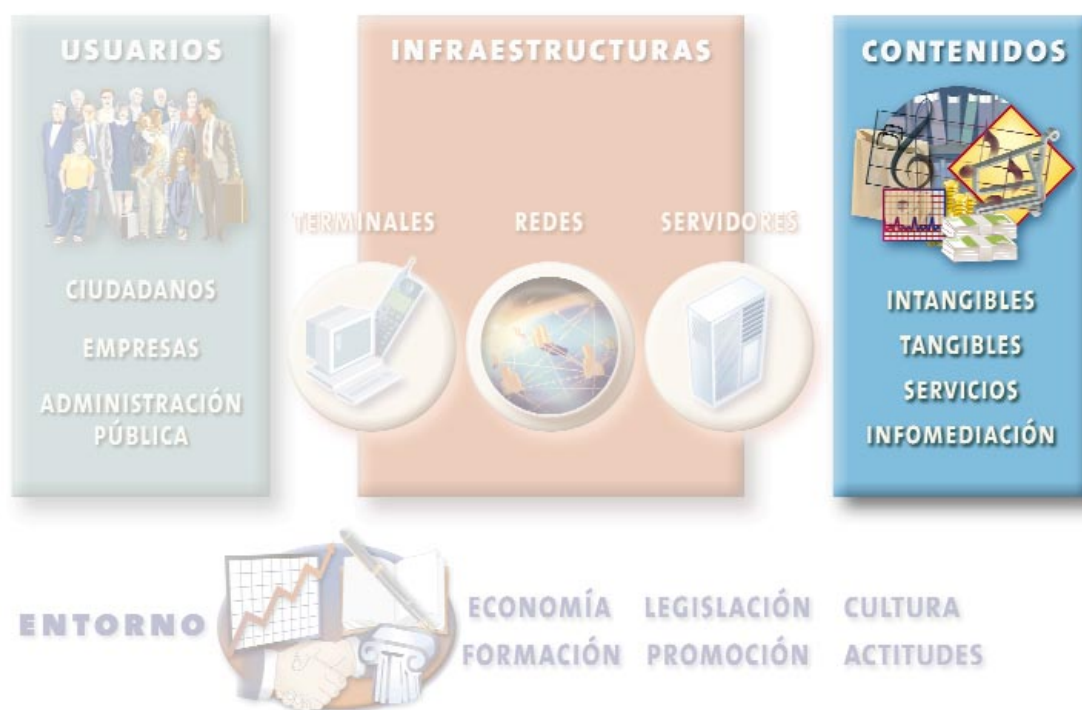 USUARIOS
CIUDADANOS
EMPRESAS
ADMINISTRACIÓN
PÚBLICA
INFRAESTRUCTURAS
TERMINALES REDES SERVIDORES
CONTENIDOS
INTANGIBLES
TANGIBLES
SERVICIOS
INFOMEDIACIÓN
ENTORNO
ECONOMÍA LEGISLACIÓN CULTURA
FORMACIÓN PROMOCIÓN ACTITUDES